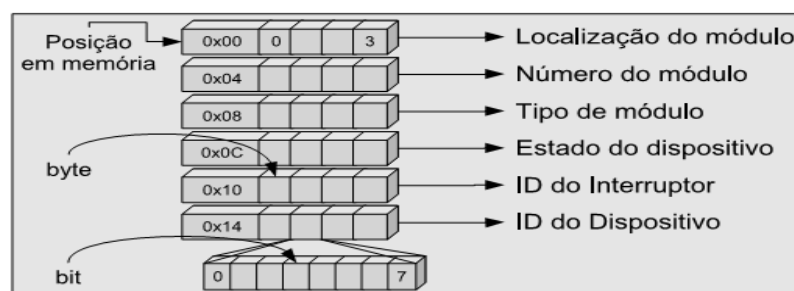 Posição
em memória
0x00 0 3 Localização do módulo
0x04 Número do módulo
0x08 Tipo de módulo
0x0C Estado do dispositivo
byte
0x10 ID do Interruptor
0x14 ID do Dispositivo
bit
0 7